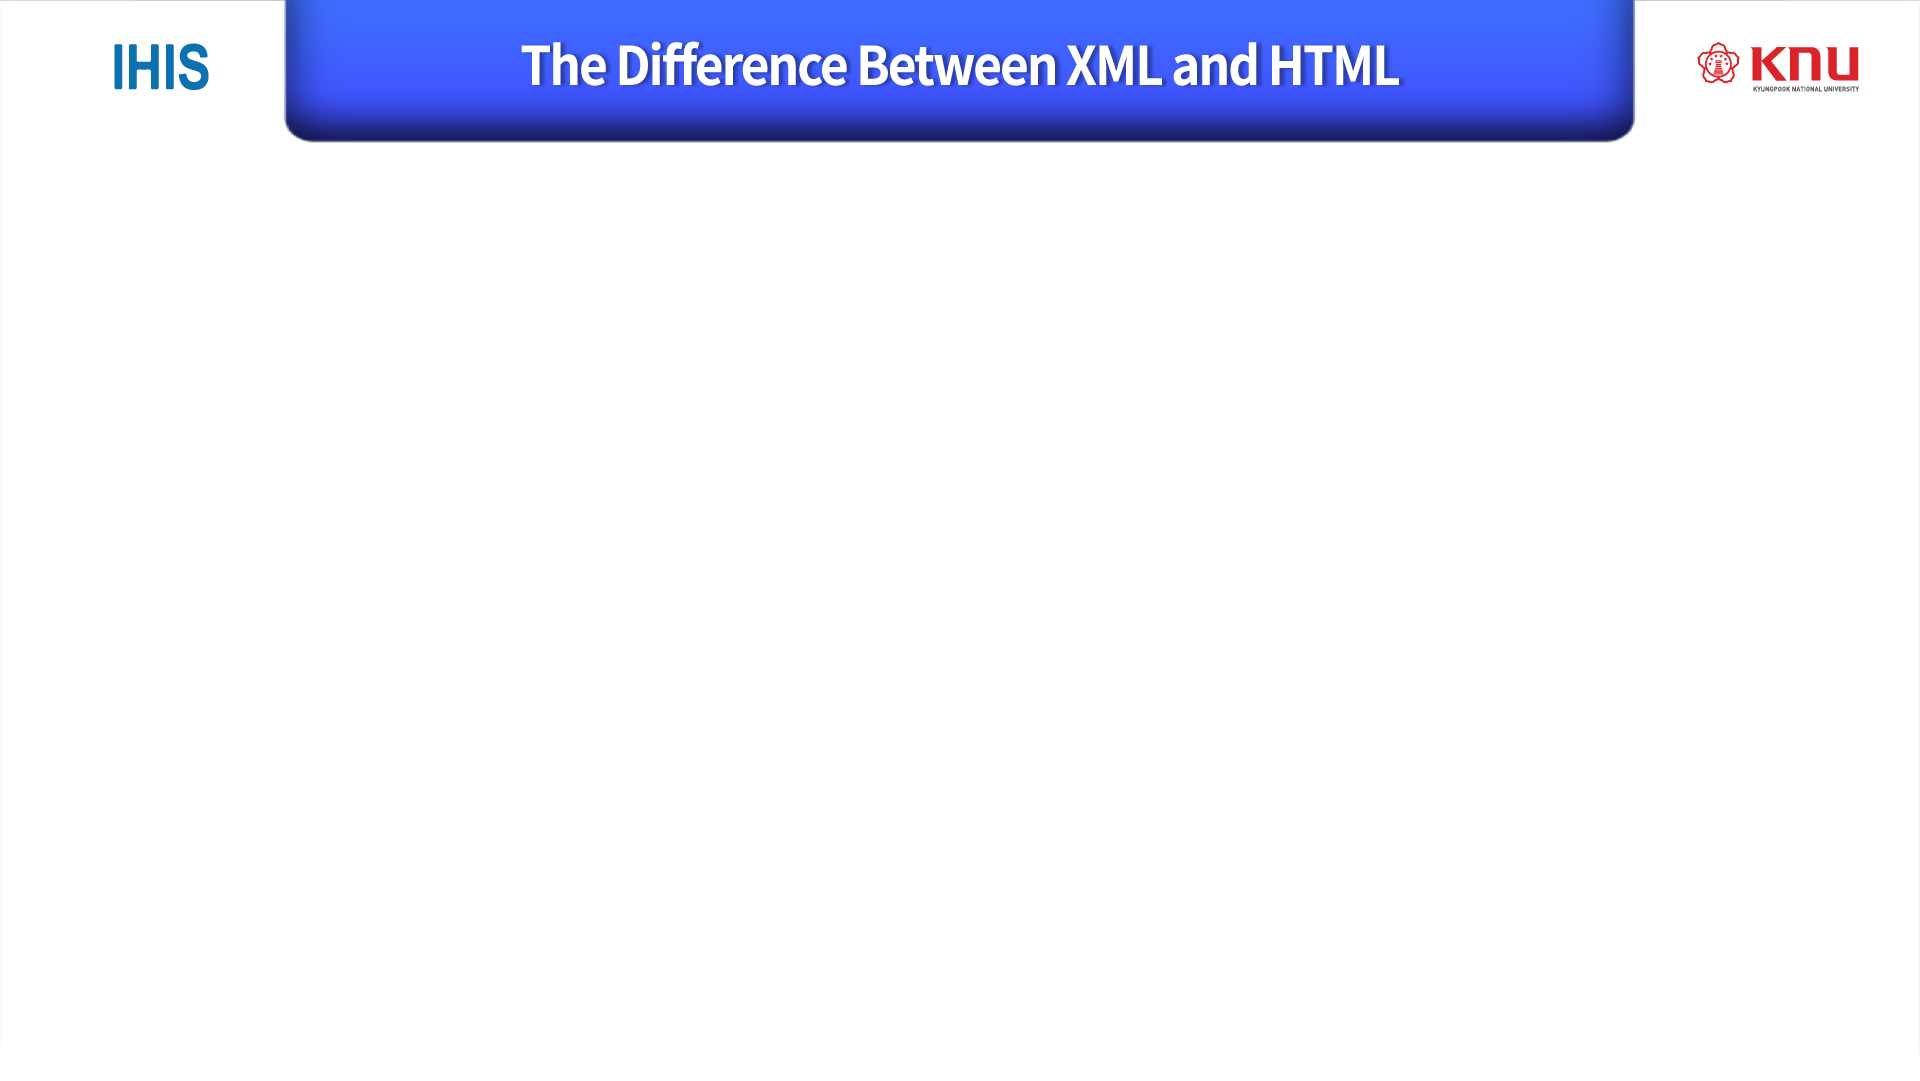 IHIS
The Difference Between XML and HTML
KNU
KYUNGPOOK NATIONAL UNIVERSITY